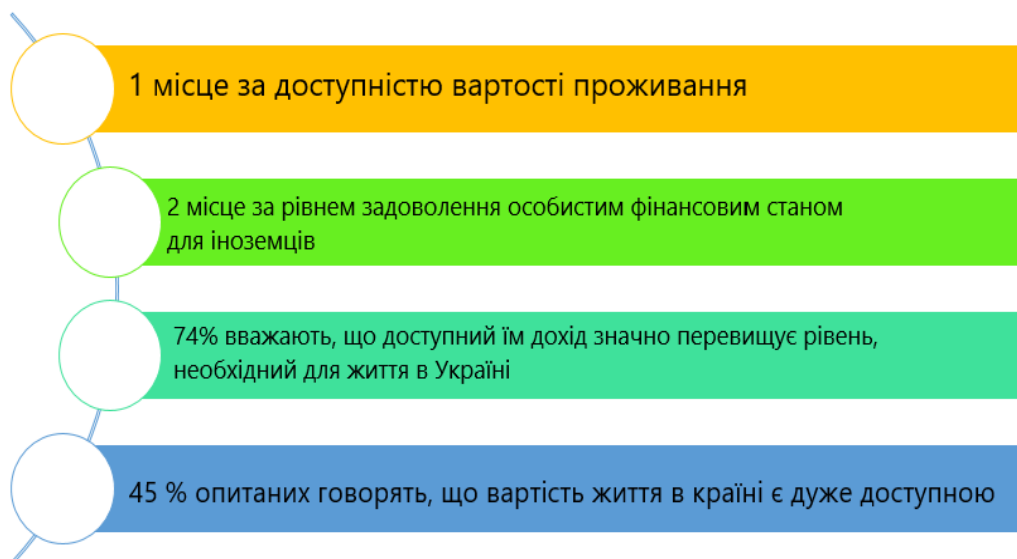 1 місце за доступністю вартості проживання
2 місце за рівнем задоволення особистим фінансовим станом
для іноземців
74% вважають, що доступний їм дохід значно перевищує рівень,
необхідний для життя в Україні
45 % опитаних говорять, що вартість життя в країні є дуже доступною